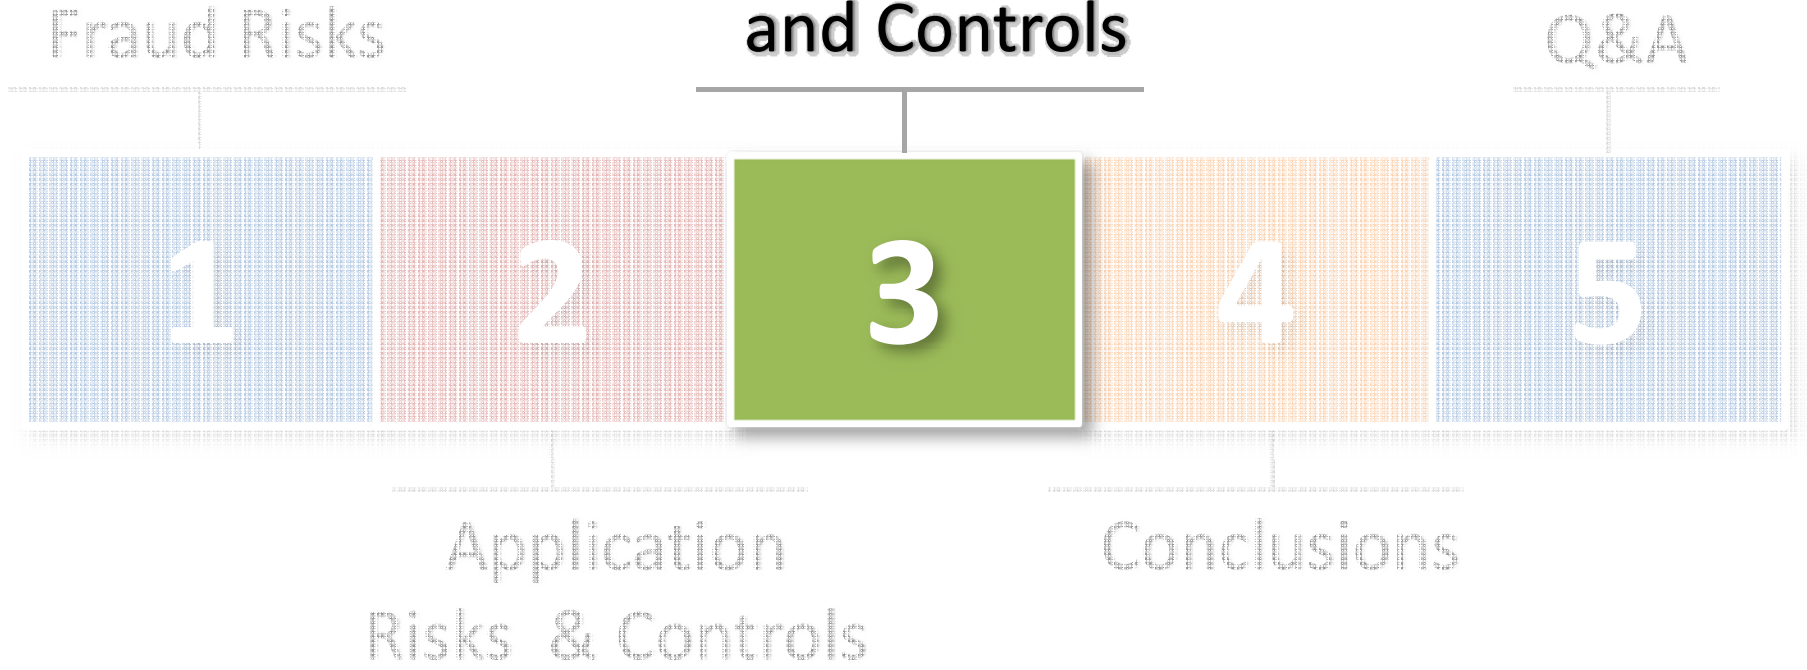 Fraud Risks
and Controls
Q&A
1
2
3
4
5
Application
Risks & Controls
Conclusions